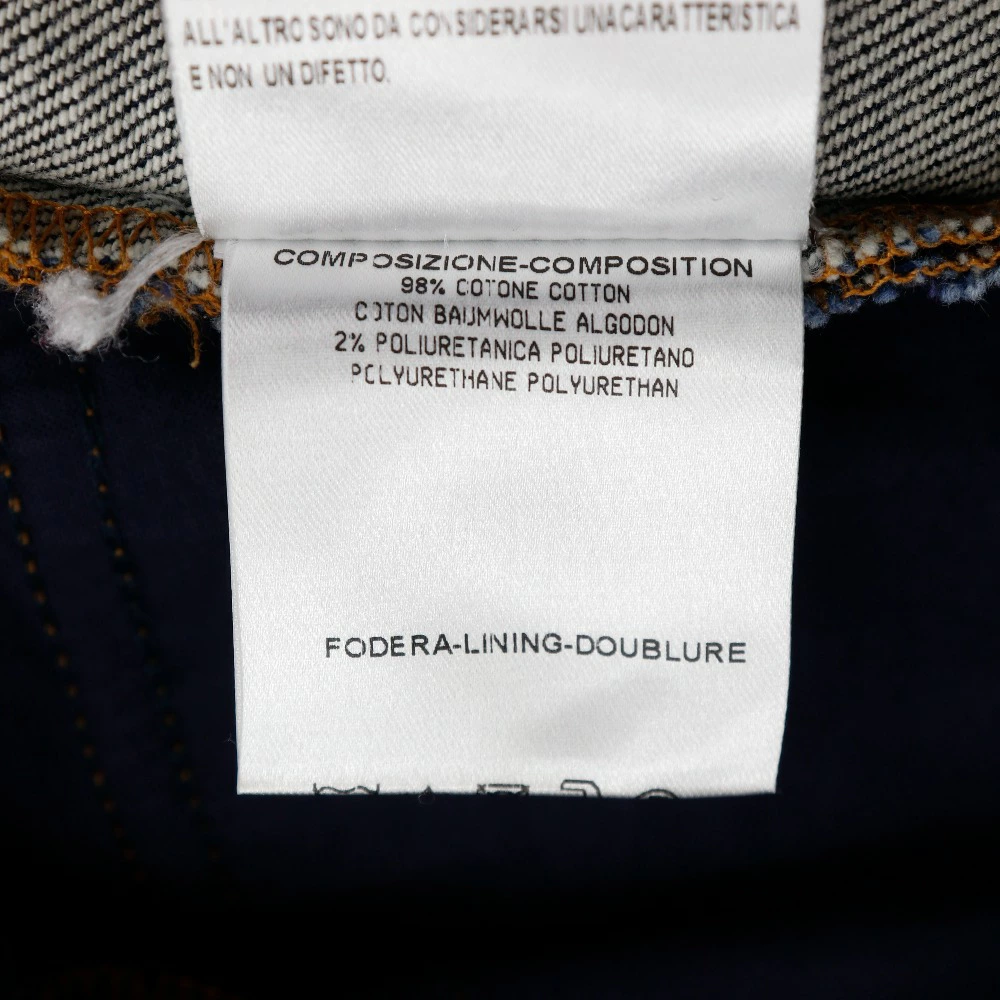 ALL'ALTRO SONO DA CONSIDERARSI UNA CARATTERISTICA
E NON UN DIFETTO.
COMPOSIZIONE-COMPOSITION
98% COTONE COTTON
COTON BAUMWOLLE ALGODON
2% POLIURETANICA POLIURETANO
POLYURETHANE POLYURETHAN
FODERA-LINING-DOUBLURE